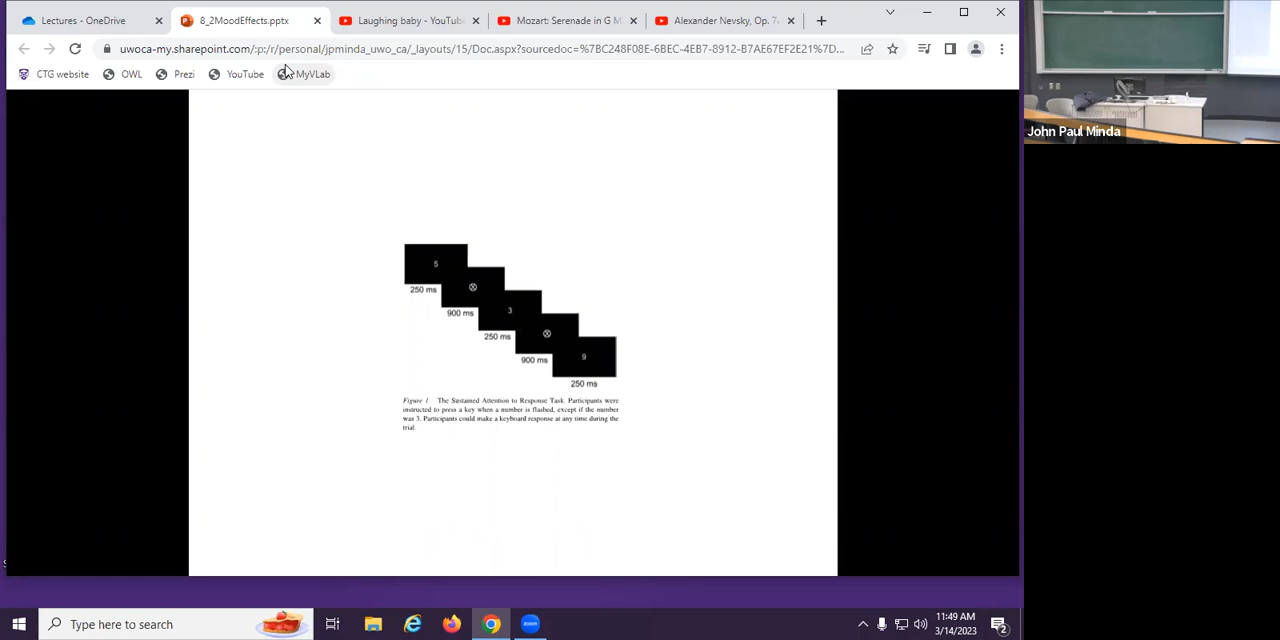 Lectures - OneDrive
8_2MoodEffects.pptx
Laughing baby - YouTube
Mozart: Serenade in G M
Alexander Nevsky, Op. 7
uwoca-my.sharepoint.com/:p:/r/personal/jpminda_uwo_ca/_layouts/15/Doc.aspx?sourcedoc=%7BC248F08E-6BEC-4EB7-8912-B7AE67EF2E21%7D...
CTG website
OWL
Prezi
YouTube
MyVLab
John Paul Minda
5
250 ms
900 ms
3
250 ms
900 ms
9
250 ms
Figure 1. The Sustained Attention to Response Task. Participants were
instructed to press a key when a number is flashed, except if the number
was 3. Participants could make a keyboard response at any time during the
trial.
Type here to search
zoom
11:49 AM
3/14/2023
2